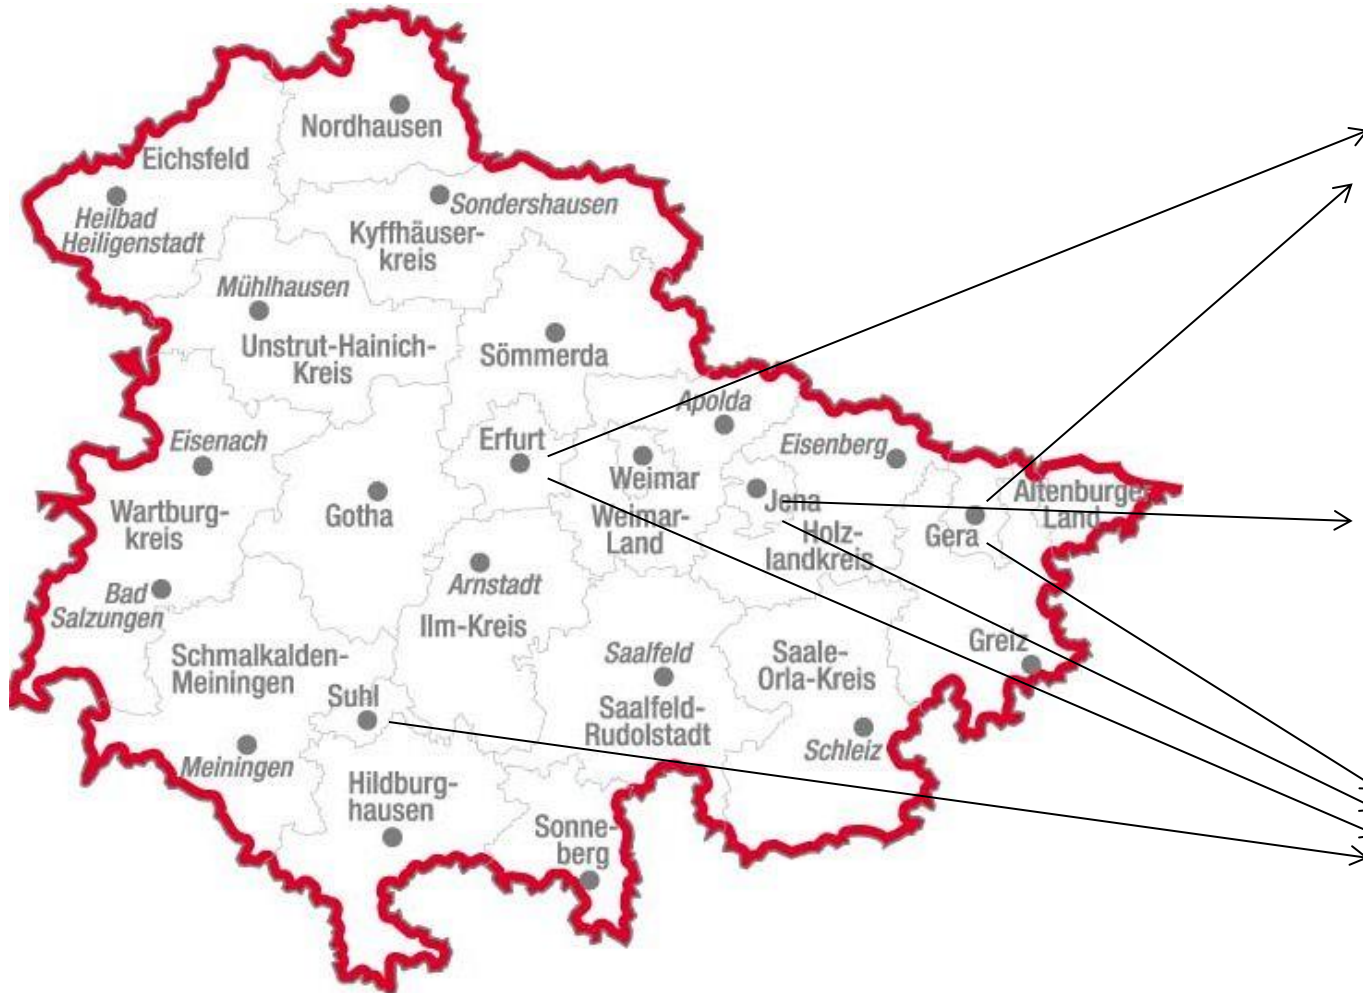 Nordhausen
Eichsfeld
Heilbad
Heiligenstadt
Sondershausen
Kyffhäuser-
kreis
Mühlhausen
Unstrut-Hainich-
Kreis
Sömmerda
Apolda
Eisenach
Erfurt
Weimar
Eisenberg
Wartburg-
kreis
Gotha
Weimar-
Land
Jena
Holz-
landkreis
Gera
Altenburger
Land
Bad
Salzungen
Arnstadt
Ilm-Kreis
Schmalkalden-
Meiningen
Suhl
Saalfeld
Saalfeld-
Rudolstadt
Saale-
Orla-Kreis
Greiz
Schleiz
Meiningen
Hildburg-
hausen
Sonne-
berg